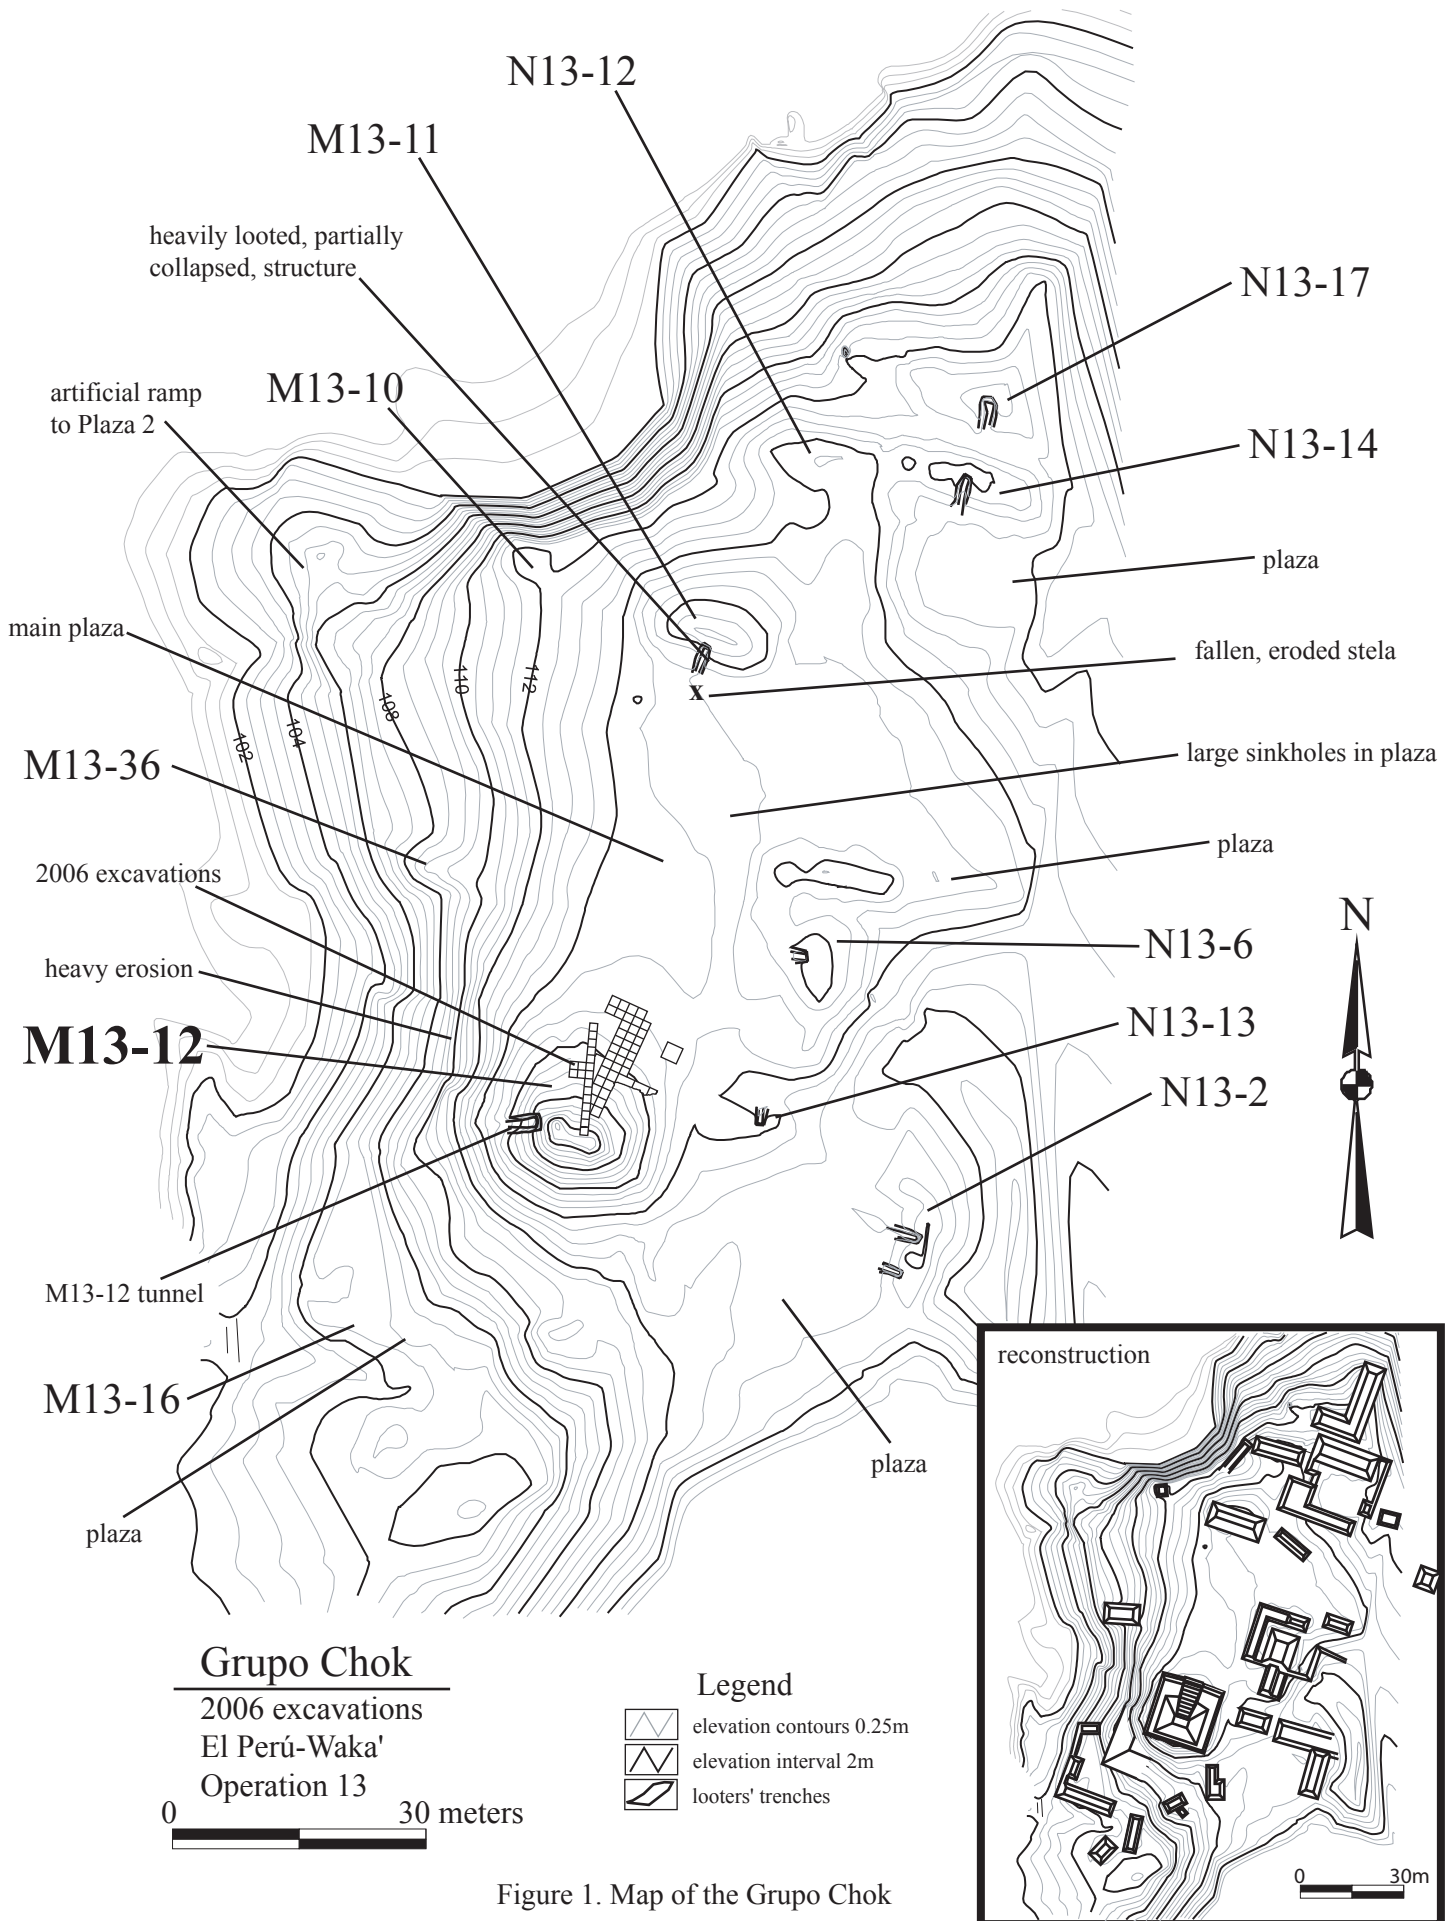 N13-12
M13-11
heavily looted, partially
collapsed, structure
N13-17
artificial ramp
to Plaza 2
M13-10
N13-14
plaza
main plaza
fallen, eroded stela
x
110
112
108
104
102
M13-36
large sinkholes in plaza
2006 excavations
plaza
N
N13-6
heavy erosion
N13-13
M13-12
N13-2
M13-12 tunnel
M13-16
plaza
plaza
reconstruction
0 30m
Grupo Chok
2006 excavations
El Perú-Waka'
Operation 13
0 30 meters
Legend
elevation contours 0.25m
elevation interval 2m
looters' trenches
Figure 1. Map of the Grupo Chok